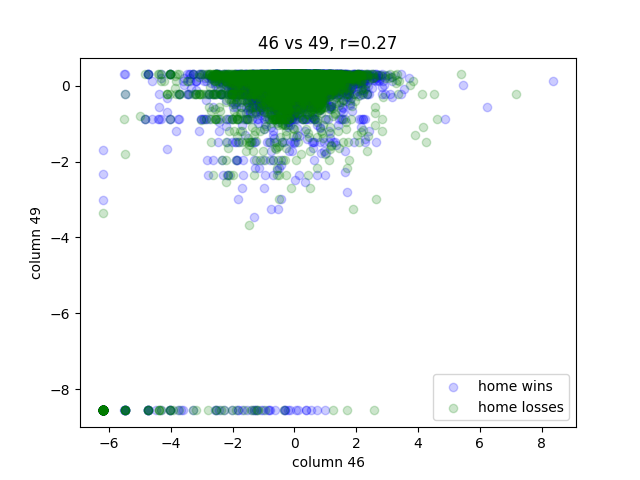 46 vs 49, r=0.27
0
−2
−4
−6
−8
column 49
−6 −4 −2 0 2 4 6 8
column 46
home wins
home losses